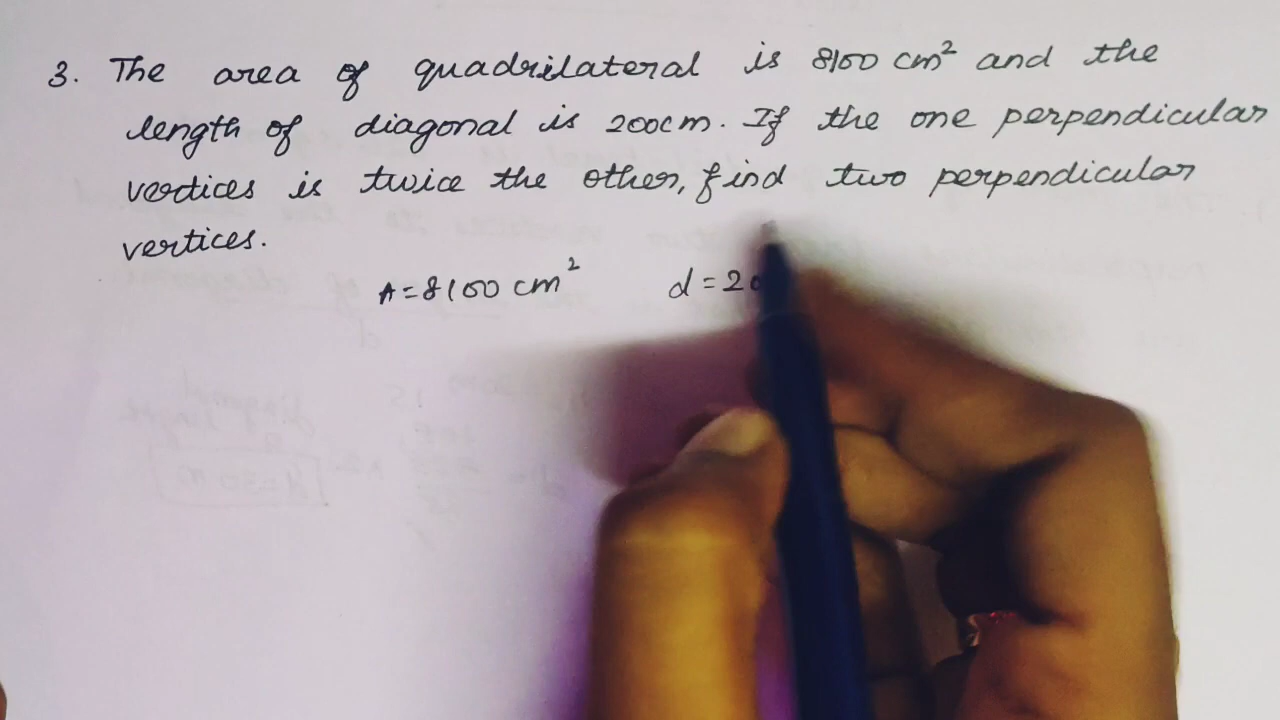 3. The area of quadrilateral is 8100 cm² and the
length of diagonal is 200cm. If the one perpendicular
vertices is twice the other, find two perpendicular
vertices.
A=8100 cm² d=20